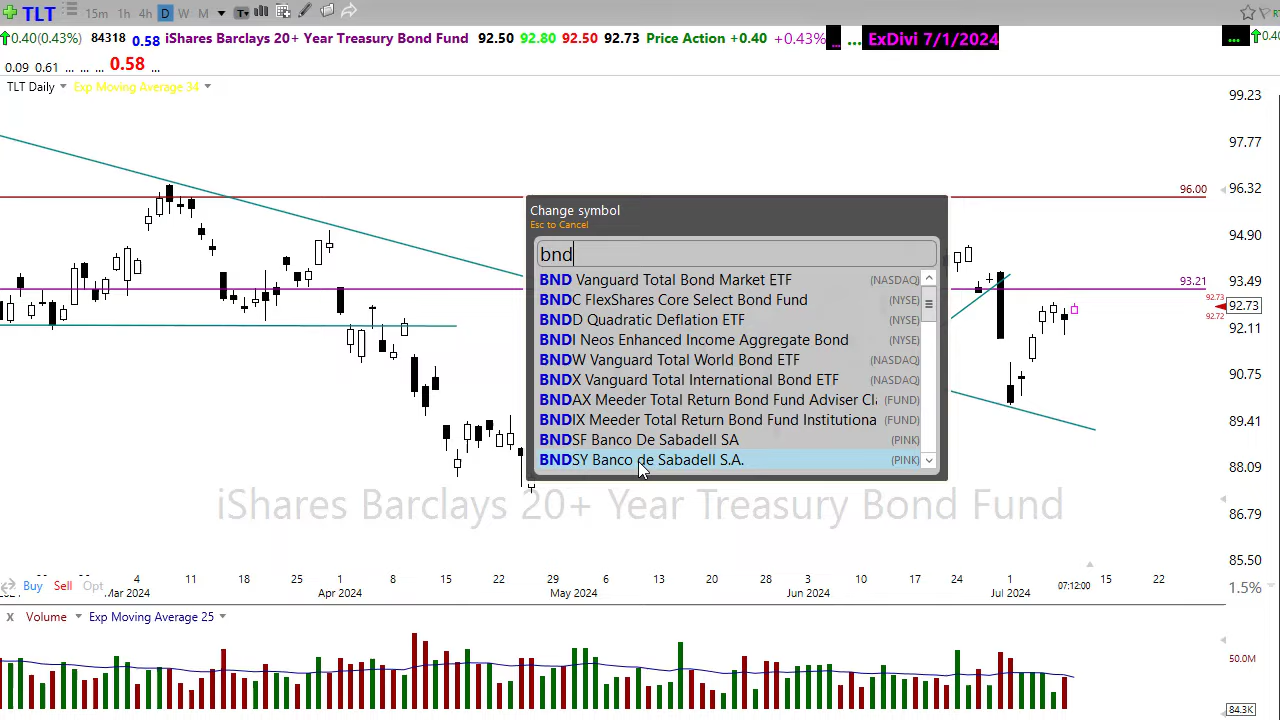 TLT 15m 1h 4h D W M T
0.40(0.43%) 84318 0.58 iShares Barclays 20+ Year Treasury Bond Fund 92.50 92.80 92.50 92.73 Price Action +0.40 +0.43% ... ... ExDivi 7/1/2024 ... 0.40
0.09 0.61 ... ... ... 0.58 ...
TLT Daily Exp Moving Average 34
99.23
97.77
96.32
94.90
93.49
92.73
92.11
90.75
89.41
88.09
86.79
85.50
96.00
93.21
92.73
92.72
Change symbol
Esc to Cancel
bnd
BND Vanguard Total Bond Market ETF (NASDAQ)
BNDC FlexShares Core Select Bond Fund (NYSE)
BNDD Quadratic Deflation ETF (NYSE)
BNDI Neos Enhanced Income Aggregate Bond (NYSE)
BNDW Vanguard Total World Bond ETF (NASDAQ)
BNDX Vanguard Total International Bond ETF (NASDAQ)
BNDAX Meeder Total Return Bond Fund Adviser Cl (FUND)
BNDIX Meeder Total Return Bond Fund Institutiona (FUND)
BNDSF Banco De Sabadell SA (PINK)
BNDSY Banco de Sabadell S.A. (PINK)
iShares Barclays 20+ Year Treasury Bond Fund
Buy Sell Opt
4 11 18 25 1 8 15 22 29 6 13 20 28 3 10 17 24 1 07:12:00 15 22
Mar 2024 April 2024 May 2024 Jun 2024 Jul 2024
1.5%
X Volume Exp Moving Average 25
50.0M
84.3K